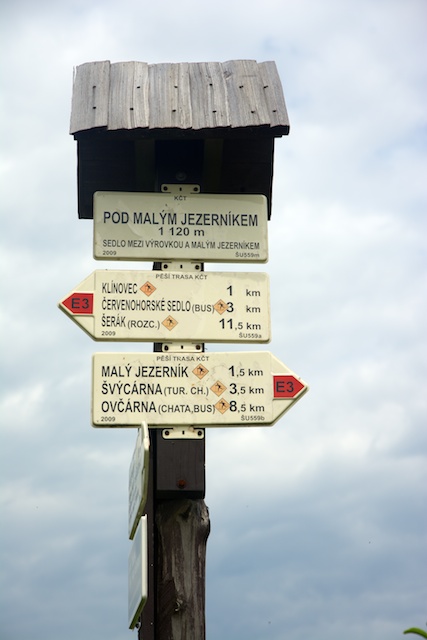 KČT
POD MALÝM JEZERNÍKEM
1 120 m
SEDLO MEZI VÝROVKOU A MALÝM JEZERNÍKEM
2009 ŠU559m
PĚŠÍ TRASA KČT
E3
KLÍNOVEC 1 km
ČERVENOHORSKÉ SEDLO (BUS) 3 km
ŠERÁK (ROZC.) 11,5 km
2009 ŠU559a
PĚŠÍ TRASA KČT
MALÝ JEZERNÍK 1,5 km
ŠVÝCÁRNA (TUR. CH.) 3,5 km
OVČÁRNA (CHATA,BUS) 8,5 km
E3
2009 ŠU559b